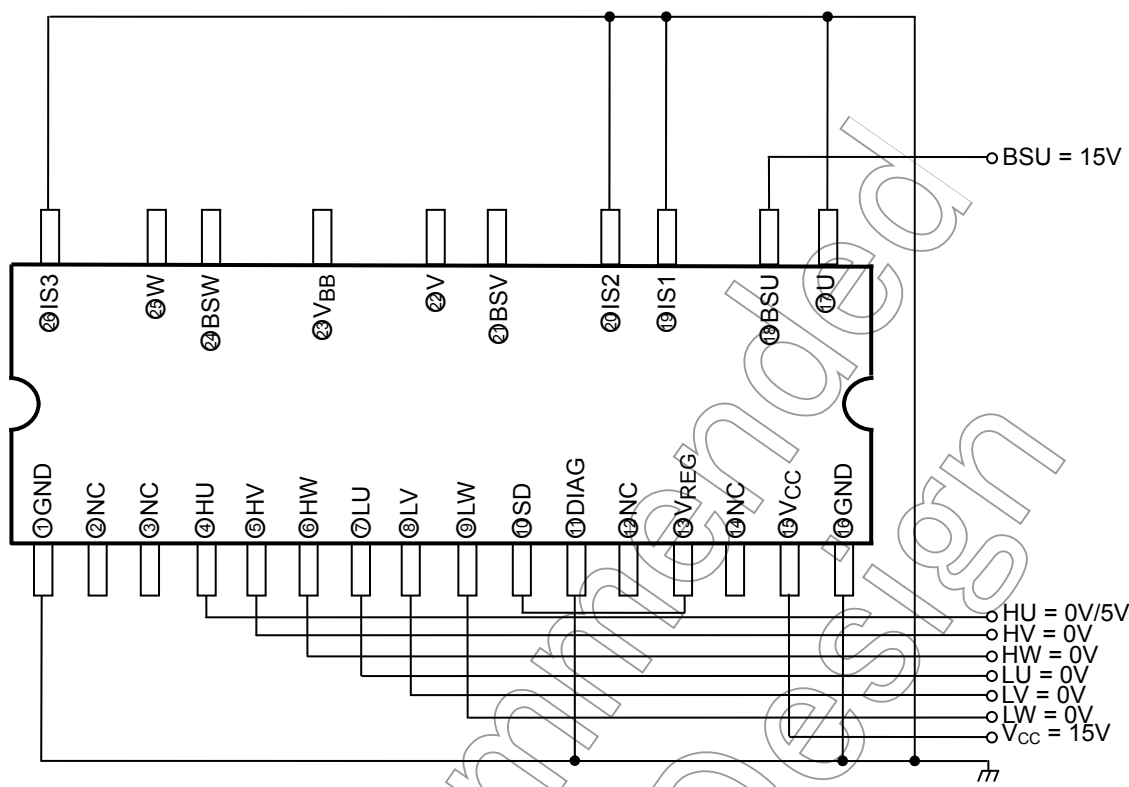 BSU = 15V
㉖IS3
㉕W
㉔BSW
㉓VBB
㉒V
㉑BSV
⑳IS2
⑲IS1
⑱BSU
⑰U
①GND
②NC
③NC
④HU
⑤HV
⑥HW
⑦LU
⑧LV
⑨LW
⑩SD
⑪DIAG
⑫NC
⑬VREG
⑭NC
⑮VCC
⑯GND
HU = 0V/5V
HV = 0V
HW = 0V
LU = 0V
LV = 0V
LW = 0V
VCC = 15V